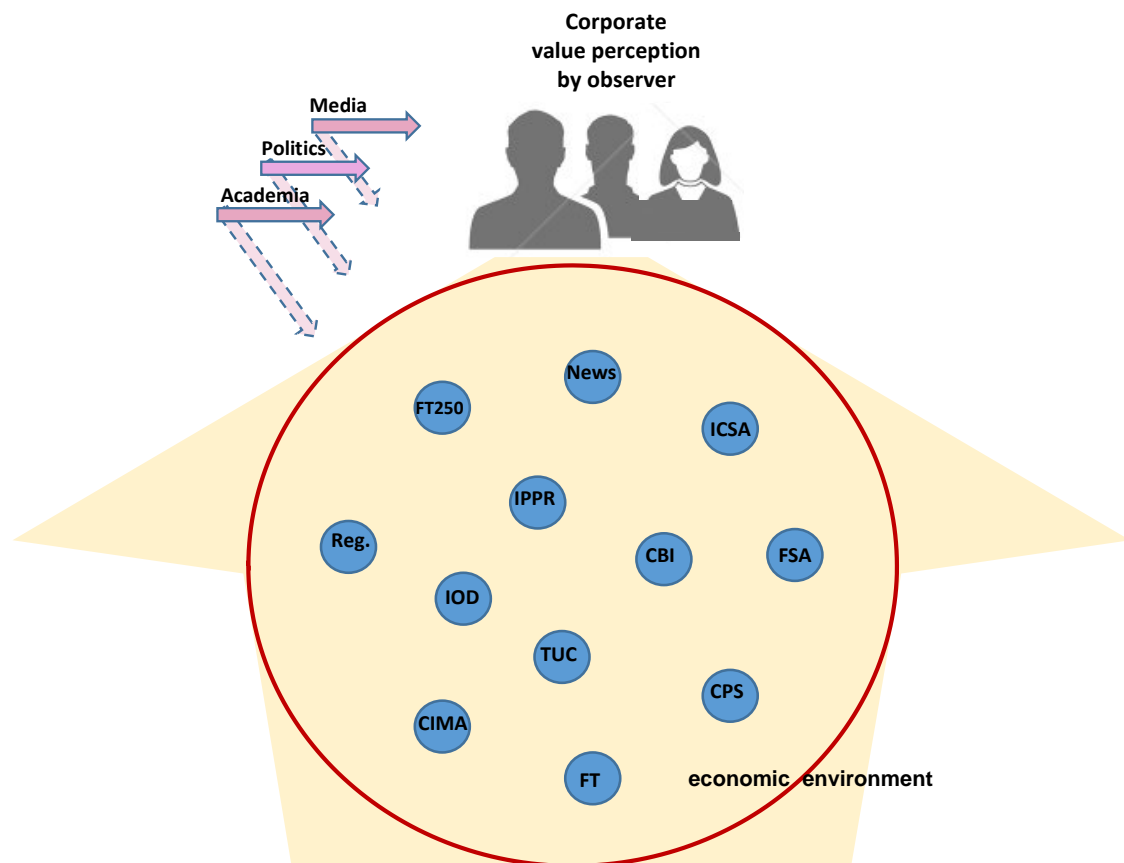 Corporate
value perception
by observer
Media
Politics
Academia
News
FT250
ICSA
IPPR
Reg.
CBI
FSA
IOD
TUC
CPS
CIMA
FT
economic environment